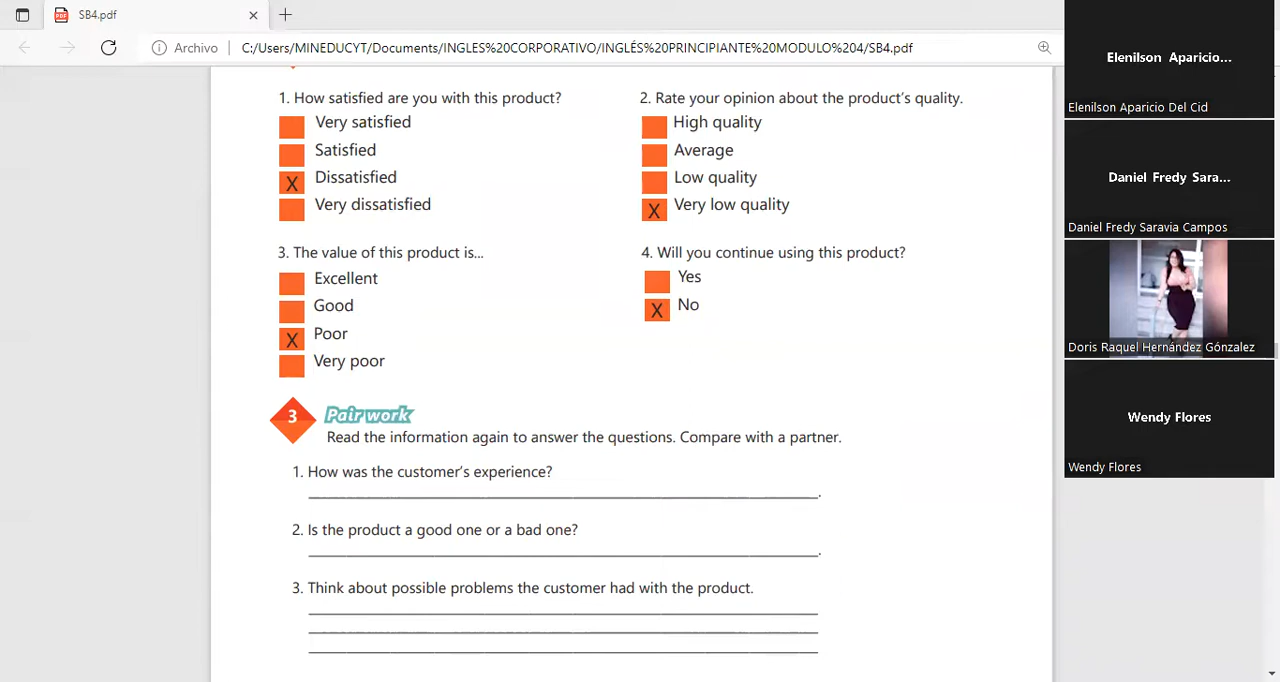 SB4.pdf
Archivo
C:/Users/MINEDUCYT/Documents/INGLES%20CORPORATIVO/INGLÉS%20PRINCIPIANTE%20MODULO%204/SB4.pdf
1. How satisfied are you with this product?
Very satisfied
Satisfied
X Dissatisfied
Very dissatisfied
2. Rate your opinion about the product's quality.
High quality
Average
Low quality
X Very low quality
3. The value of this product is...
Excellent
Good
X Poor
Very poor
4. Will you continue using this product?
Yes
X No
3 Pair work
Read the information again to answer the questions. Compare with a partner.
1. How was the customer's experience?
2. Is the product a good one or a bad one?
3. Think about possible problems the customer had with the product.
Elenilson Aparicio...
Elenilson Aparicio Del Cid
Daniel Fredy Sara...
Daniel Fredy Saravia Campos
Doris Raquel Hernández Gónzalez
Wendy Flores
Wendy Flores